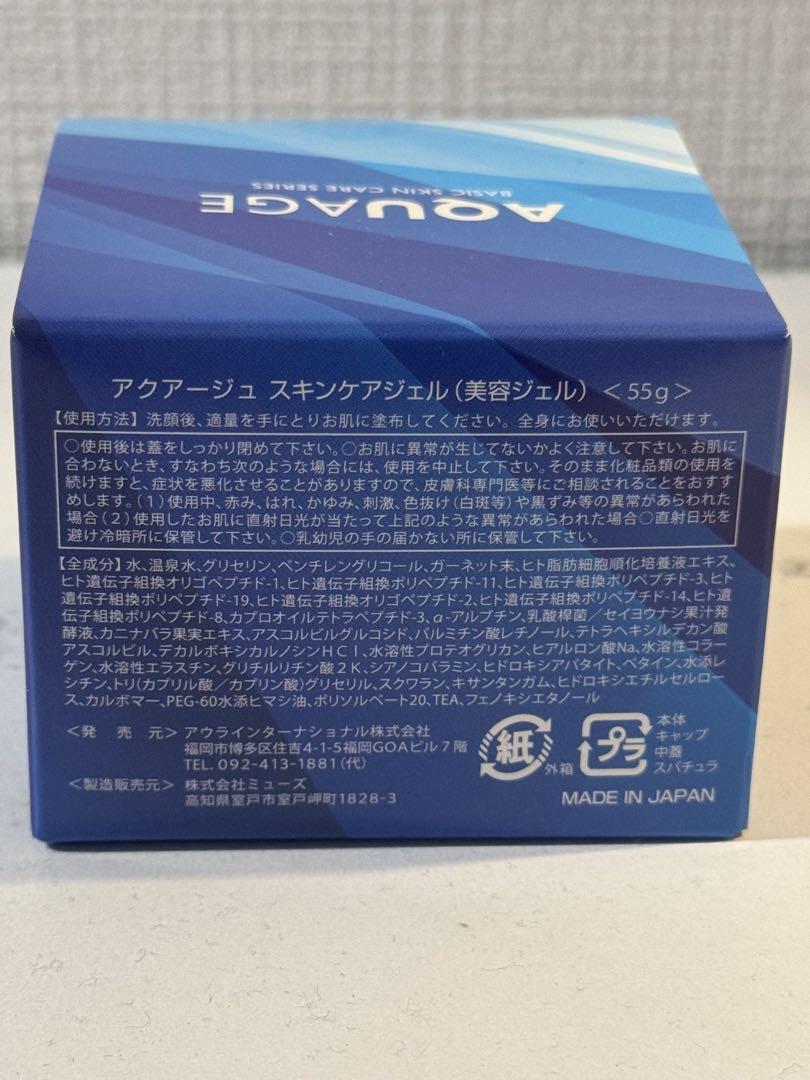 AQUAGE
BASIC SKIN CARE SERIES
アクアージュ スキンケアジェル(美容ジェル) <55g>
【使用方法】洗顔後、適量を手にとりお肌に塗布してください。全身にお使いいただけます。
○使用後は蓋をしっかり閉めて下さい。○お肌に異常が生してないかよく注意して下さい。お肌に
合わないとき、すなわち次のような場合には、使用を中止して下さい。そのまま化粧品類の使用を
続けますと、症状を悪化させることがありますので、皮膚科専門医等にご相談されることをおすす
めします。(1)使用中、赤み、はれ、かゆみ、刺激、色抜け(白斑等)や黒ずみ等の異常があらわれた
場合(2)使用したお肌に直射日光が当たって上記のような異常があらわれた場合○直射日光を
避け冷暗所に保管して下さい。○乳幼児の手の届かない所に保管して下さい。
【全成分】水、温泉水、グリセリン、ペンチレングリコール、ガーネット末、ヒト脂肪細胞順化培養液エキス、
ヒト遺伝子組換オリゴペプチド-1、ヒト遺伝子組換ポリペプチド-11、ヒト遺伝子組換ポリペプチド-3、ヒト
遺伝子組換ポリペプチド-19、ヒト遺伝子組換オリゴペプチド-2、ヒト遺伝子組換ポリペプチド-14、ヒト遺
伝子組換ポリペプチド-8、カプロオイルテトラペプチド-3、α-アルブチン、乳酸桿菌/セイヨウナシ果汁発
酵液、カニナバラ果実エキス、アスコルビルグルコシド、パルミチン酸レチノール、テトラヘキシルデカン酸
アスコルビル、デカルボキシカルノシンHCl、水溶性プロテオグリカン、ヒアルロン酸Na、水溶性コラー
ゲン、水溶性エラスチン、グリチルリチン酸2K、シアノコバラミン、ヒドロキシアパタイト、ベタイン、水添レ
シチン、トリ(カプリル酸/カプリン酸)グリセリル、スクワラン、キサンタンガム、ヒドロキシエチルセルロー
ス、カルボマー、PEG-60水添ヒマシ油、ポリソルベート20、TEA、フェノキシエタノール
<発 売 元> アウラインターナショナル株式会社
福岡市博多区住吉4-1-5福岡GOAビル7階
TEL. 092-413-1881(代)
<製造販売元> 株式会社ミューズ
高知県室戸市室戸岬町1828-3
紙
外箱
プラ
本体
キャップ
中蓋
スパチュラ
MADE IN JAPAN